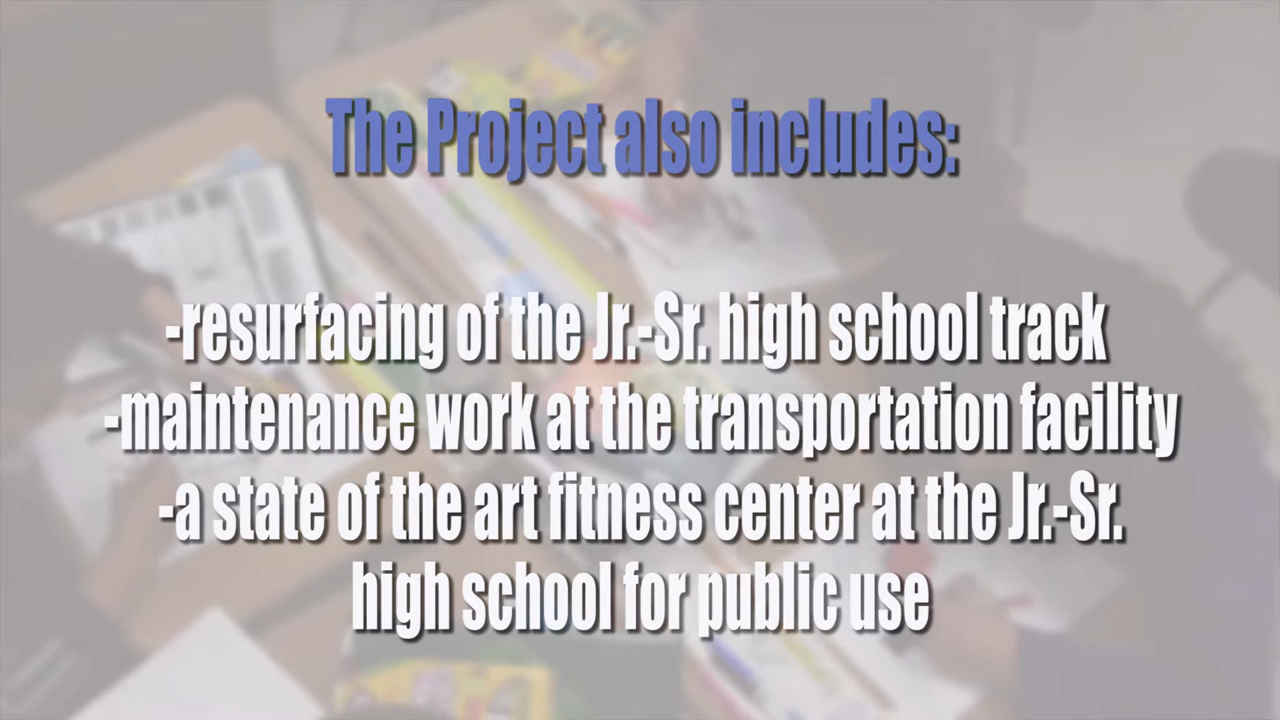 The Project also includes:
-resurfacing of the Jr.-Sr. high school track
-maintenance work at the transportation facility
-a state of the art fitness center at the Jr.-Sr.
high school for public use